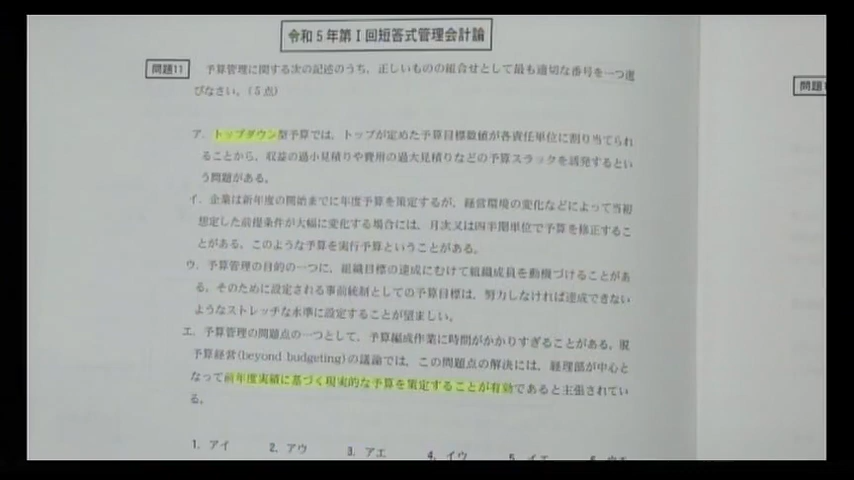 令和5年第Ⅰ回短答式管理会計論
問題11 予算管理に関する次の記述のうち，正しいものの組合せとして最も適切な番号を一つ選
びなさい。(5点)
ア．トップダウン型予算では，トップが定めた予算目標数値が各責任単位に割り当てられ
ることから，収益の過小見積りや費用の過大見積りなどの予算スラックを誘発するとい
う問題がある。
イ．企業は新年度の開始までに年度予算を策定するが，経営環境の変化などによって当初
想定した前提条件が大幅に変化する場合には，月次又は四半期単位で予算を修正するこ
とがある。このような予算を実行予算ということがある。
ウ．予算管理の目的の一つに，組織目標の達成にむけて組織成員を動機づけることがあ
る。そのために設定される事前統制としての予算目標は，努力しなければ達成できない
ようなストレッチな水準に設定することが望ましい。
エ．予算管理の問題点の一つとして，予算編成作業に時間がかかりすぎることがある。脱
予算経営(beyond budgeting)の議論では，この問題点の解決には，経理部が中心と
なって前年度実績に基づく現実的な予算を策定することが有効であると主張されてい
る。
1．アイ 2．アウ 3．アエ 4．イウ 5．イエ 6．ウエ
問題